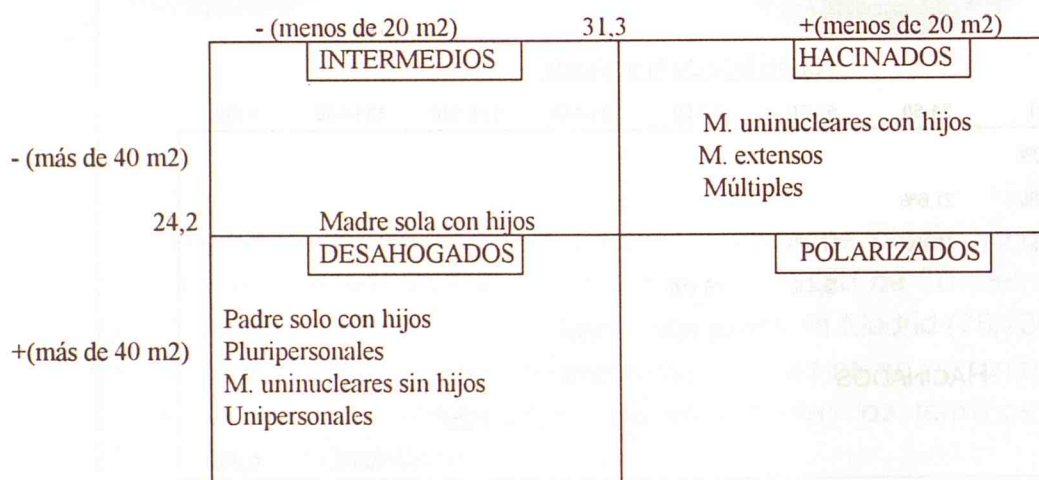 - (menos de 20 m2) 31,3 +(menos de 20 m2)
INTERMEDIOS HACINADOS
M. uninucleares con hijos
- (más de 40 m2) M. extensos
Múltiples
24,2 Madre sola con hijos
DESAHOGADOS POLARIZADOS
Padre solo con hijos
+(más de 40 m2) Pluripersonales
M. uninucleares sin hijos
Unipersonales